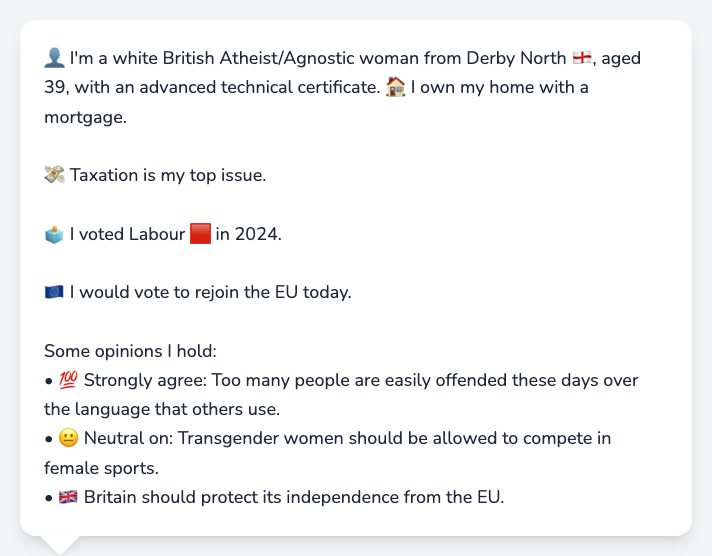 👤 I'm a white British Atheist/Agnostic woman from Derby North 🏴󠁧󠁢󠁥󠁮󠁧󠁿, aged
39, with an advanced technical certificate. 🏠 I own my home with a
mortgage.
💸 Taxation is my top issue.
🗳️ I voted Labour 🟥 in 2024.
🇪🇺 I would vote to rejoin the EU today.
Some opinions I hold:
• 💯 Strongly agree: Too many people are easily offended these days over
the language that others use.
• 😐 Neutral on: Transgender women should be allowed to compete in
female sports.
• 🇬🇧 Britain should protect its independence from the EU.